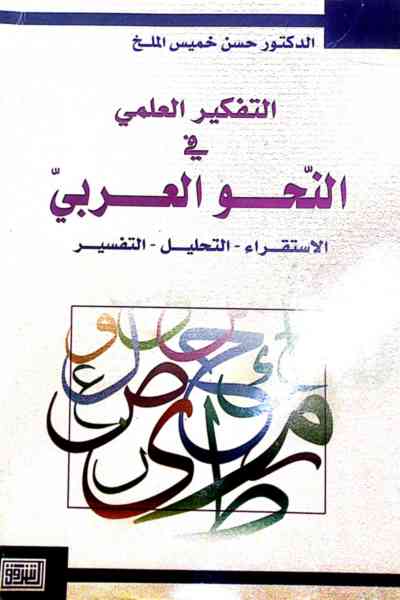 الدكتور حسن خميس الملخ
التفكير العلمي
في
النّحو العربيّ
الاستقراء - التحليل - التفسير
الشروق